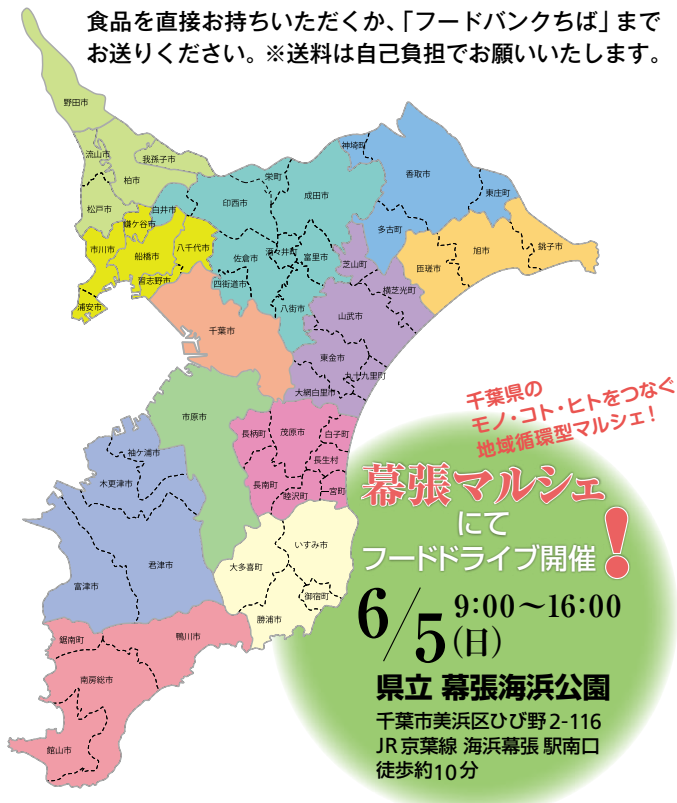 食品を直接お持ちいただくか、「フードバンクちば」まで
お送りください。※送料は自己負担でお願いいたします。
野田市
流山市
我孫子市
柏市
松戸市
鎌ケ谷市
白井市
市川市
船橋市
八千代市
習志野市
浦安市
印西市
栄町
成田市
佐倉市
酒々井町
富里市
四街道市
八街市
神崎町
香取市
東庄町
多古町
匝瑳市
旭市
銚子市
芝山町
横芝光町
山武市
東金市
九十九里町
大網白里市
千葉市
市原市
長柄町
茂原市
白子町
長生村
長南町
睦沢町
一宮町
袖ケ浦市
木更津市
君津市
富津市
いすみ市
大多喜町
御宿町
勝浦市
鋸南町
鴨川市
南房総市
館山市
千葉県の
モノ・コト・ヒトをつなぐ
地域循環型マルシェ!
幕張マルシェ
にて
フードドライブ開催!
6/5 9:00〜16:00
(日)
県立 幕張海浜公園
千葉市美浜区ひび野2-116
JR京葉線 海浜幕張 駅南口
徒歩約10分